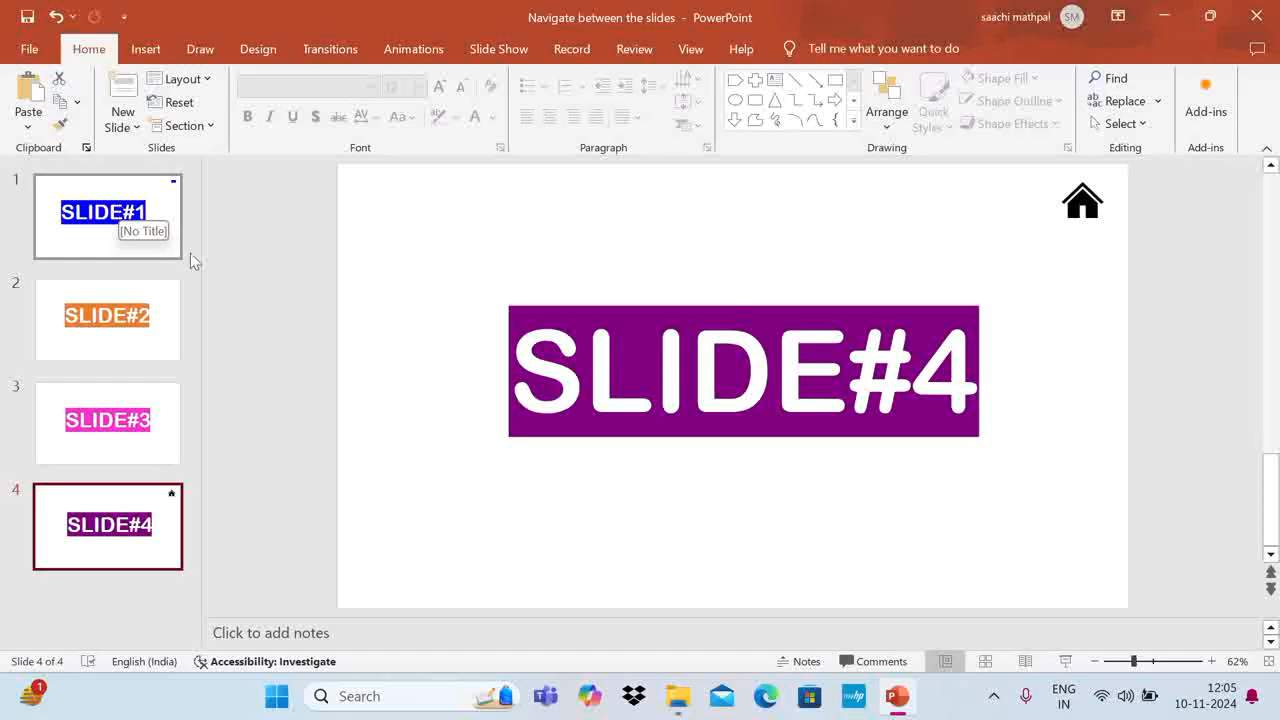 Navigate between the slides - PowerPoint
saachi mathpal SM
File Home Insert Draw Design Transitions Animations Slide Show Record Review View Help Tell me what you want to do
Paste
New Slide
Layout
Reset
Section
B I U S ab AV Aa A
Arrange
Quick Styles
Shape Fill
Shape Outline
Shape Effects
Find
Replace
Select
Add-ins
Clipboard Slides Font Paragraph Drawing Editing Add-ins
1
SLIDE#1
[No Title]
2
SLIDE#2
3
SLIDE#3
4
SLIDE#4
SLIDE#4
Click to add notes
Slide 4 of 4 English (India) Accessibility: Investigate Notes Comments 62%
1 Search ENG IN 12:05 10-11-2024